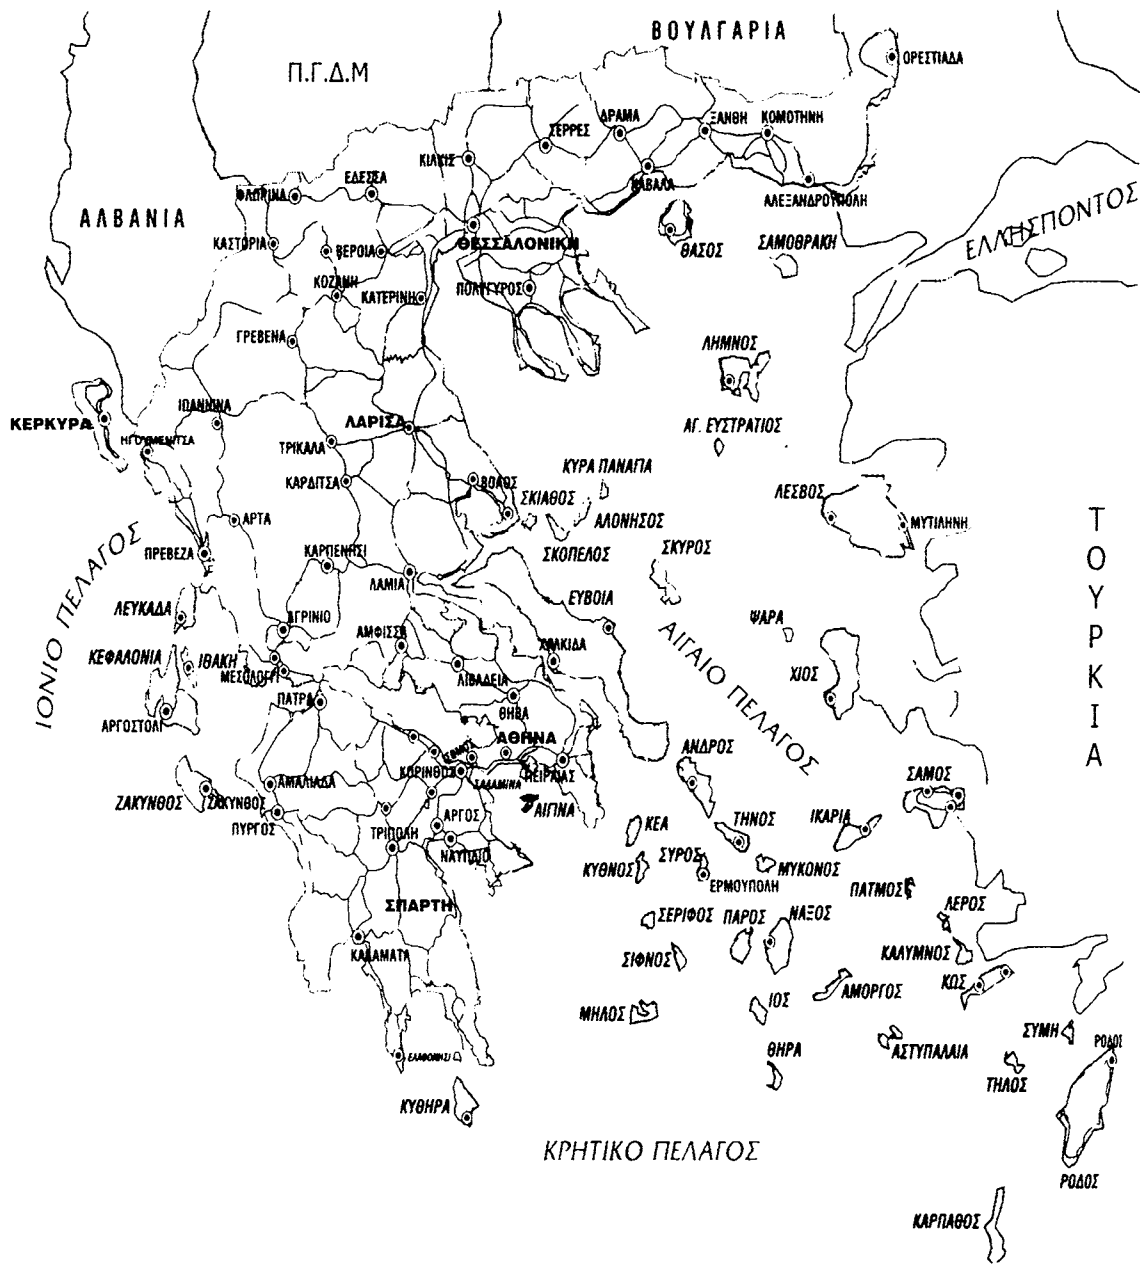 ΒΟΥΛΓΑΡΙΑ
ΟΡΕΣΤΙΑΔΑ
Π.Γ.Δ.Μ
ΔΡΑΜΑ
ΞΑΝΘΗ
ΚΟΜΟΤΗΝΗ
ΣΕΡΡΕΣ
ΚΙΛΚΙΣ
ΕΔΕΣΣΑ
ΚΑΒΑΛΑ
ΦΛΩΡΙΝΑ
ΑΛΕΞΑΝΔΡΟΥΠΟΛΗ
ΑΛΒΑΝΙΑ
ΕΛΛΗΣΠΟΝΤΟΣ
ΚΑΣΤΟΡΙΑ
ΒΕΡΟΙΑ
ΘΕΣΣΑΛΟΝΙΚΗ
ΘΑΣΟΣ
ΣΑΜΟΘΡΑΚΗ
ΚΟΖΑΝΗ
ΚΑΤΕΡΙΝΗ
ΠΟΛΥΓΥΡΟΣ
ΓΡΕΒΕΝΑ
ΛΗΜΝΟΣ
ΙΩΑΝΝΙΝΑ
ΚΕΡΚΥΡΑ
ΛΑΡΙΣΑ
ΑΓ. ΕΥΣΤΡΑΤΙΟΣ
ΗΓΟΥΜΕΝΙΤΣΑ
ΤΡΙΚΑΛΑ
ΚΥΡΑ ΠΑΝΑΓΙΑ
ΚΑΡΔΙΤΣΑ
ΒΟΛΟΣ
ΣΚΙΑΘΟΣ
ΛΕΣΒΟΣ
ΑΡΤΑ
ΑΛΟΝΗΣΟΣ
ΜΥΤΙΛΗΝΗ
ΤΟΥΡΚΙΑ
ΣΚΟΠΕΛΟΣ
ΣΚΥΡΟΣ
ΠΡΕΒΕΖΑ
ΚΑΡΠΕΝΗΣΙ
ΙΟΝΙΟ ΠΕΛΑΓΟΣ
ΛΑΜΙΑ
ΕΥΒΟΙΑ
ΛΕΥΚΑΔΑ
ΑΓΡΙΝΙΟ
ΨΑΡΑ
ΑΜΦΙΣΣΑ
ΑΙΓΑΙΟ ΠΕΛΑΓΟΣ
ΧΑΛΚΙΔΑ
ΚΕΦΑΛΟΝΙΑ
ΙΘΑΚΗ
ΜΕΣΟΛΟΓΓΙ
ΛΙΒΑΔΕΙΑ
ΧΙΟΣ
ΠΑΤΡΑ
ΘΗΒΑ
ΑΡΓΟΣΤΟΛΙ
ΑΘΗΝΑ
ΑΝΔΡΟΣ
ΚΟΡΙΝΘΟΣ
ΠΕΙΡΑΙΑΣ
ΣΑΜΟΣ
ΑΜΑΛΙΑΔΑ
ΣΑΛΑΜΙΝΑ
ΖΑΚΥΝΘΟΣ
ΖΑΚΥΝΘΟΣ
ΑΙΓΙΝΑ
ΠΥΡΓΟΣ
ΑΡΓΟΣ
ΚΕΑ
ΤΗΝΟΣ
ΙΚΑΡΙΑ
ΤΡΙΠΟΛΗ
ΝΑΥΠΛΙΟ
ΣΥΡΟΣ
ΚΥΘΝΟΣ
ΜΥΚΟΝΟΣ
ΕΡΜΟΥΠΟΛΗ
ΠΑΤΜΟΣ
ΣΠΑΡΤΗ
ΣΕΡΙΦΟΣ
ΠΑΡΟΣ
ΝΑΞΟΣ
ΛΕΡΟΣ
ΚΑΛΑΜΑΤΑ
ΣΙΦΝΟΣ
ΚΑΛΥΜΝΟΣ
ΚΩΣ
ΑΜΟΡΓΟΣ
ΜΗΛΟΣ
ΙΟΣ
ΣΥΜΗ
ΡΟΔΟΣ
ΕΛΑΦΟΝΗΣΙ
ΘΗΡΑ
ΑΣΤΥΠΑΛΑΙΑ
ΤΗΛΟΣ
ΚΥΘΗΡΑ
ΚΡΗΤΙΚΟ ΠΕΛΑΓΟΣ
ΡΟΔΟΣ
ΚΑΡΠΑΘΟΣ